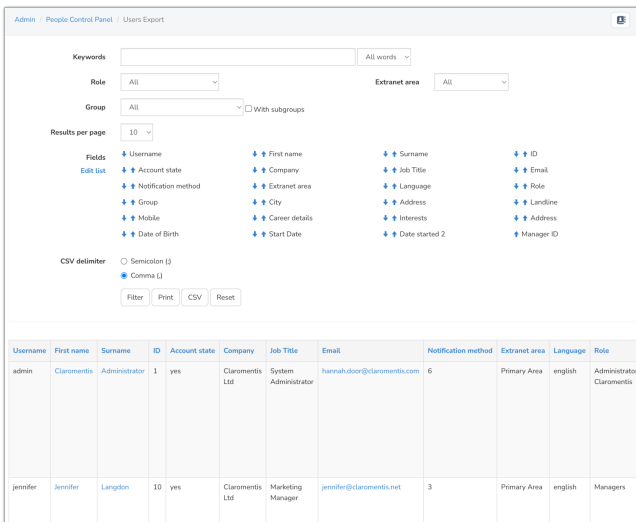 Admin / People Control Panel / Users Export
Keywords All words
Role All Extranet area All
Group All With subgroups
Results per page 10
Fields Username First name Surname ID
Edit list Account state Company Job Title Email
Notification method Extranet area Language Role
Group City Address Landline
Mobile Career details Interests Address
Date of Birth Start Date Date started 2 Manager ID
CSV delimiter Semicolon (;)
Comma (,)
Filter Print CSV Reset
Username First name Surname ID Account state Company Job Title Email Notification method Extranet area Language Role
admin Claromentis Administrator 1 yes Claromentis System hannah.door@claromentis.com 6 Primary Area english Administrator
Ltd Administrator Claromentis
jennifer Jennifer Langdon 10 yes Claromentis Marketing jennifer@claromentis.net 3 Primary Area english Managers
Ltd Manager